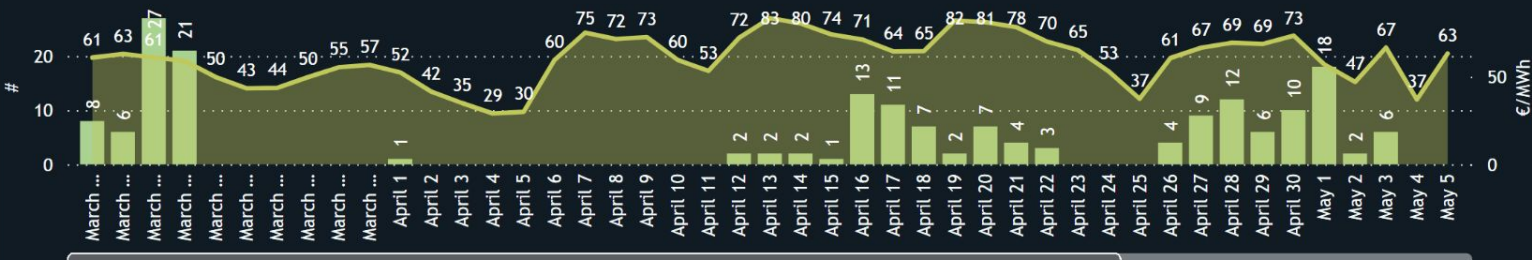 61 63 61 50 43 44 50 55 57 52 42 35 29 30 60 75 72 73 60 53 72 83 80 74 71 64 65 82 81 78 70 65 53 37 61 67 69 69 73 47 67 37 63
8 6 27 21 1 2 2 2 1 13 11 7 2 7 4 3 4 9 12 6 10 18 2 6
#
20
10
0
50
0
€/MWh
March ...
March ...
March ...
March ...
March ...
March ...
March ...
March ...
March ...
March ...
April 1
April 2
April 3
April 4
April 5
April 6
April 7
April 8
April 9
April 10
April 11
April 12
April 13
April 14
April 15
April 16
April 17
April 18
April 19
April 20
April 21
April 22
April 23
April 24
April 25
April 26
April 27
April 28
April 29
April 30
May 1
May 2
May 3
May 4
May 5